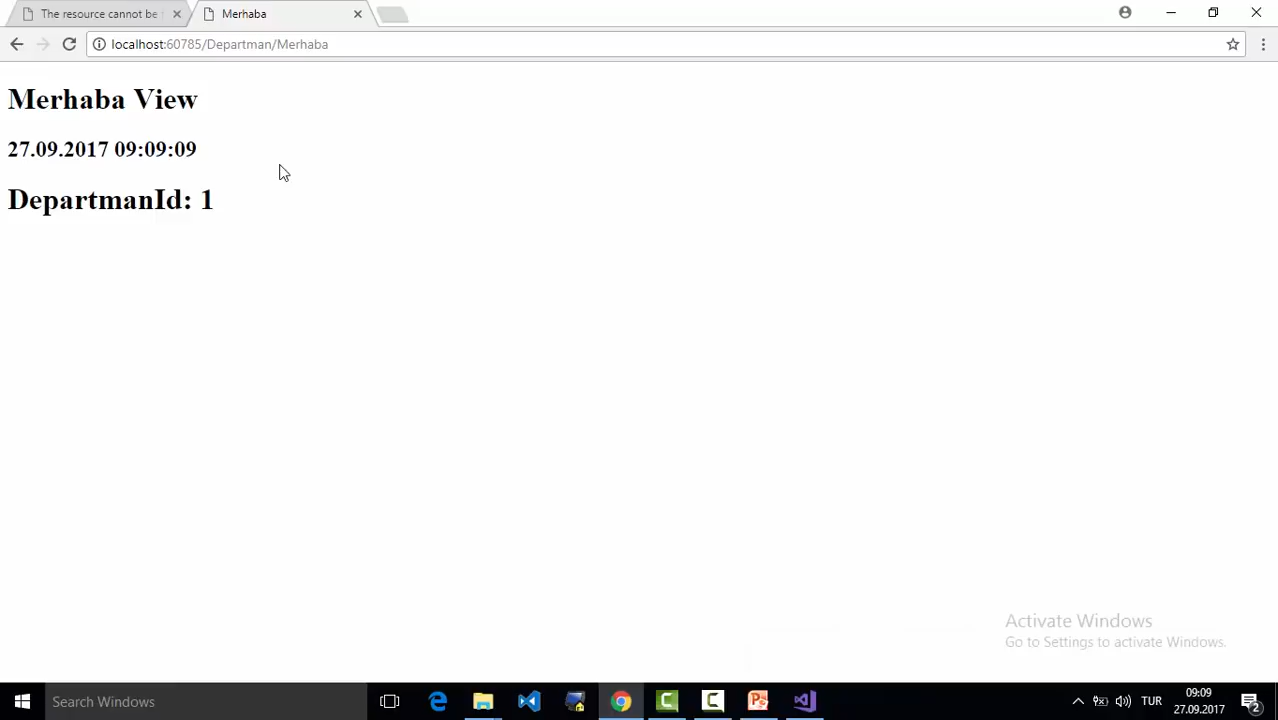 The resource cannot be
Merhaba
localhost:60785/Departman/Merhaba
Merhaba View
27.09.2017 09:09:09
DepartmanId: 1
Activate Windows
Go to Settings to activate Windows.
Search Windows
TUR
09:09
27.09.2017
2